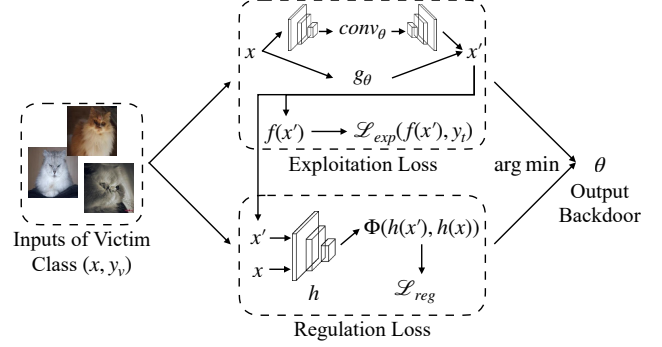 x
conv_θ
x′
g_θ
f(x′)
ℒ_exp(f(x′), y_t)
Exploitation Loss
arg min
θ
Output
Backdoor
Inputs of Victim
Class (x, y_v)
x′
x
h
Φ(h(x′), h(x))
ℒ_reg
Regulation Loss